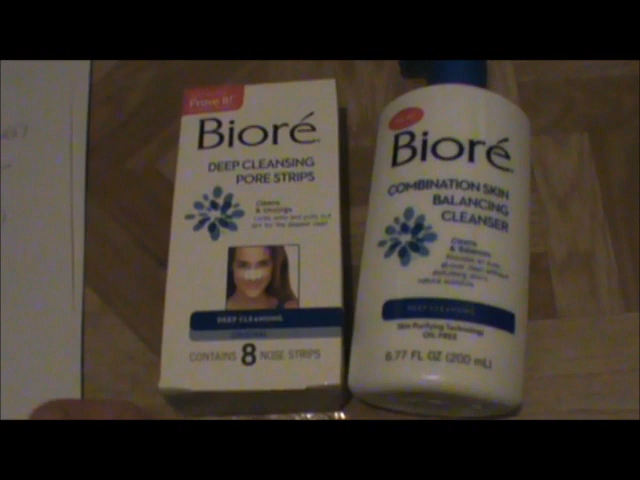 Prove It!
Bioré
DEEP CLEANSING
PORE STRIPS
Cleans
& Unclogs
DEEP CLEANSING
CONTAINS 8 NOSE STRIPS
Bioré
COMBINATION SKIN
BALANCING
CLEANSER
Cleans
& Balances
DEEP CLEANSING
Skin Purifying Technology
OIL-FREE
6.77 FL OZ (200 mL)